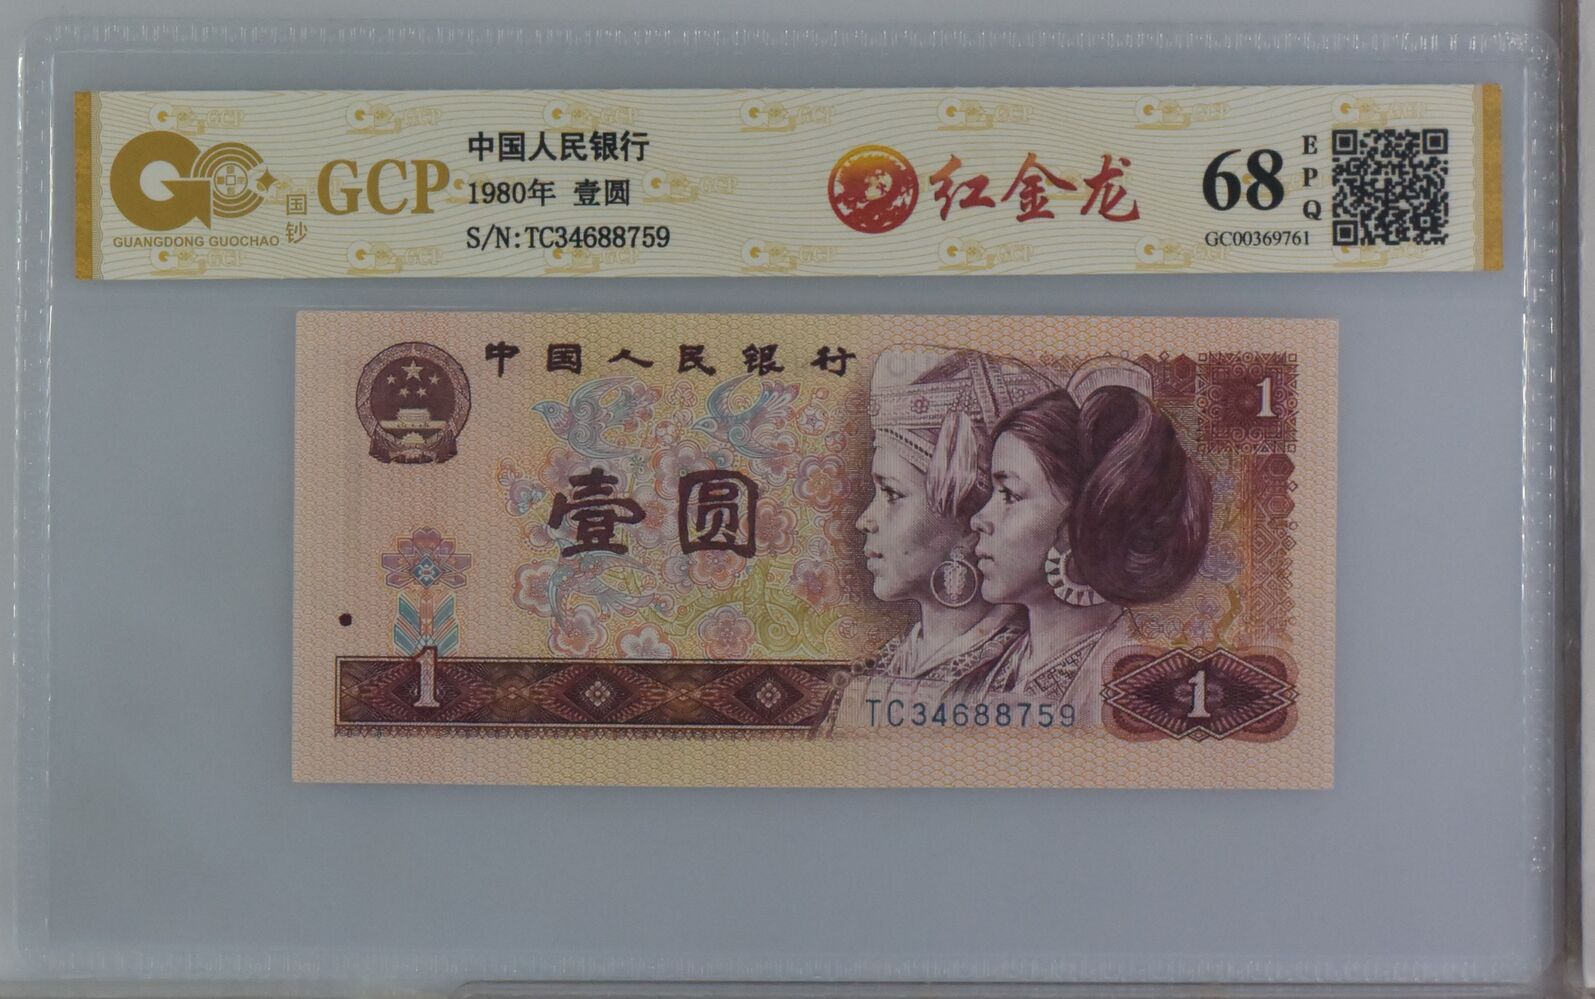 GCP
国钞
GUANGDONG GUOCHAO
中国人民银行
1980年 壹圆
S/N:TC34688759
红金龙
68
EPQ
GC00369761
中国人民银行
1
壹圆
1
TC34688759
1